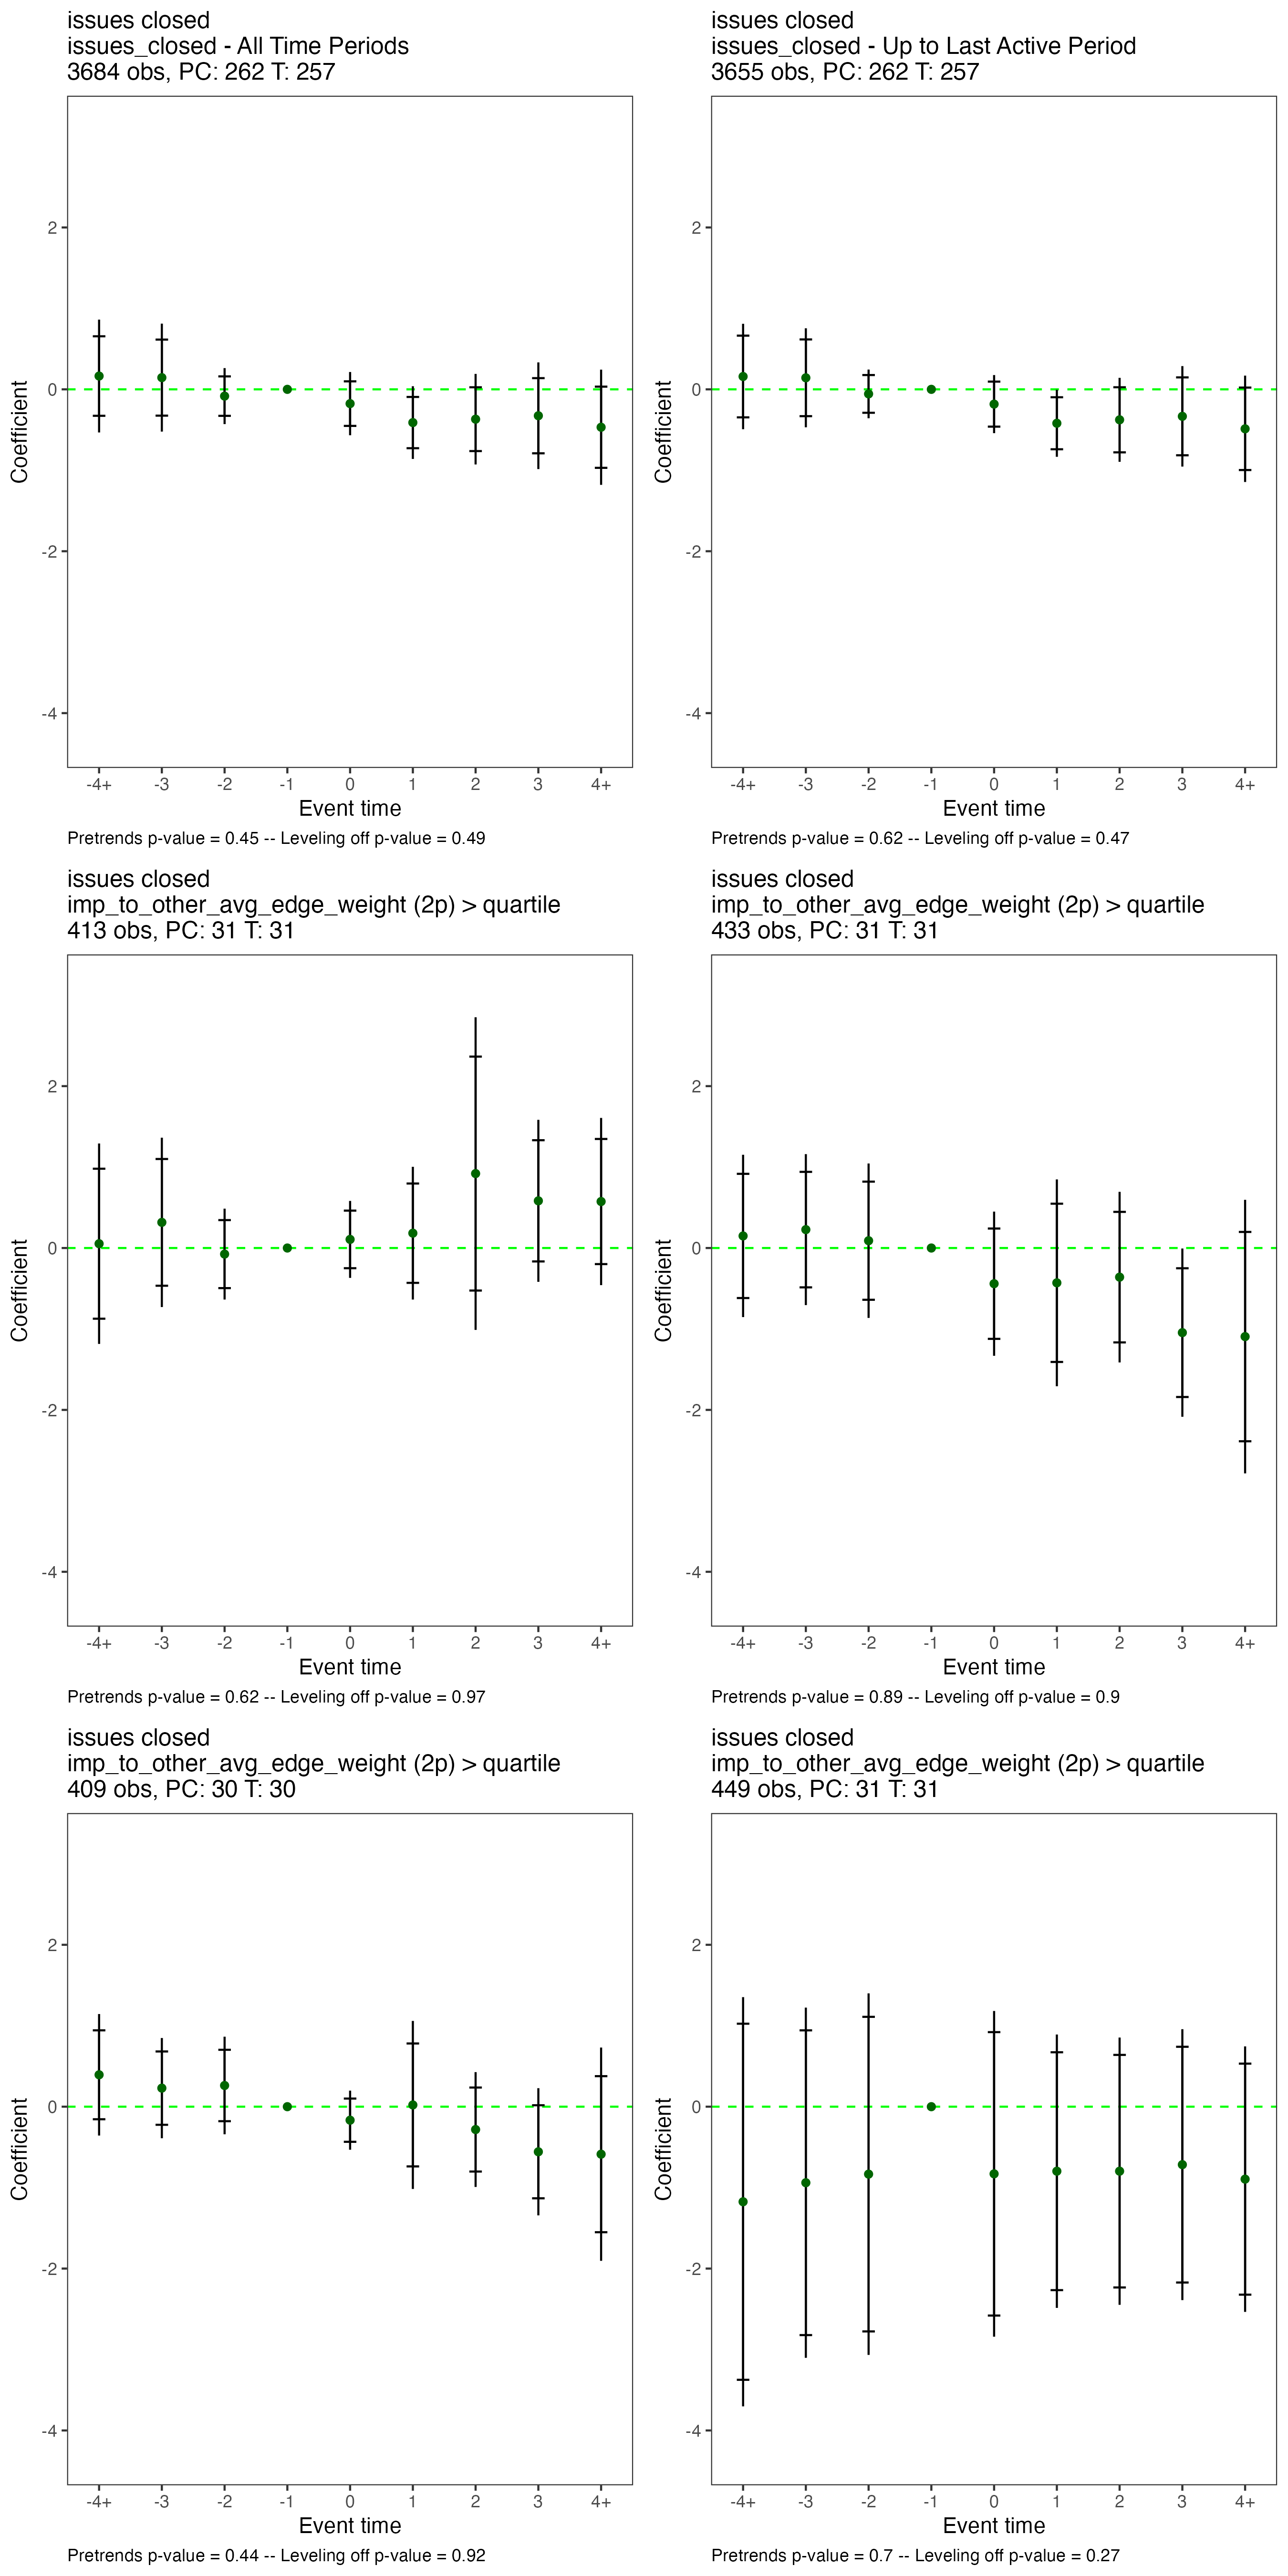 issues closed
issues_closed - All Time Periods
3684 obs, PC: 262 T: 257
Coefficient
2
0
-2
-4
-4+ -3 -2 -1 0 1 2 3 4+
Event time
Pretrends p-value = 0.45 -- Leveling off p-value = 0.49
issues closed
issues_closed - Up to Last Active Period
3655 obs, PC: 262 T: 257
Coefficient
2
0
-2
-4
-4+ -3 -2 -1 0 1 2 3 4+
Event time
Pretrends p-value = 0.62 -- Leveling off p-value = 0.47
issues closed
imp_to_other_avg_edge_weight (2p) > quartile
413 obs, PC: 31 T: 31
Coefficient
2
0
-2
-4
-4+ -3 -2 -1 0 1 2 3 4+
Event time
Pretrends p-value = 0.62 -- Leveling off p-value = 0.97
issues closed
imp_to_other_avg_edge_weight (2p) > quartile
433 obs, PC: 31 T: 31
Coefficient
2
0
-2
-4
-4+ -3 -2 -1 0 1 2 3 4+
Event time
Pretrends p-value = 0.89 -- Leveling off p-value = 0.9
issues closed
imp_to_other_avg_edge_weight (2p) > quartile
409 obs, PC: 30 T: 30
Coefficient
2
0
-2
-4
-4+ -3 -2 -1 0 1 2 3 4+
Event time
Pretrends p-value = 0.44 -- Leveling off p-value = 0.92
issues closed
imp_to_other_avg_edge_weight (2p) > quartile
449 obs, PC: 31 T: 31
Coefficient
2
0
-2
-4
-4+ -3 -2 -1 0 1 2 3 4+
Event time
Pretrends p-value = 0.7 -- Leveling off p-value = 0.27